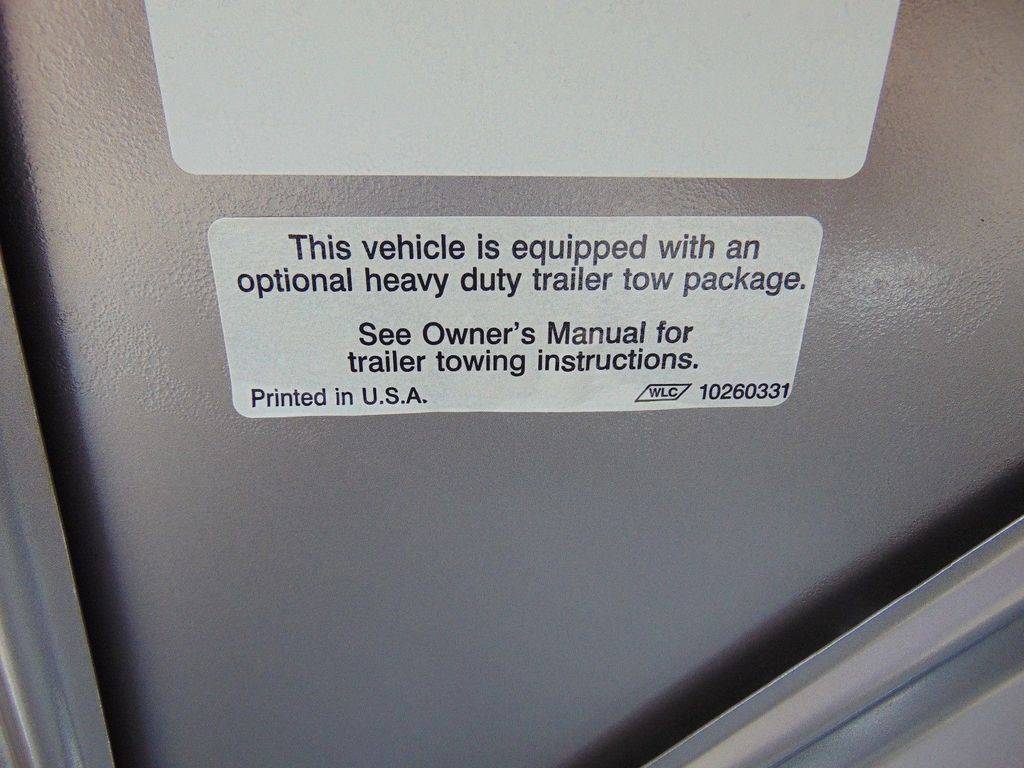 This vehicle is equipped with an
optional heavy duty trailer tow package.
See Owner's Manual for
trailer towing instructions.
Printed in U.S.A. WLC 10260331